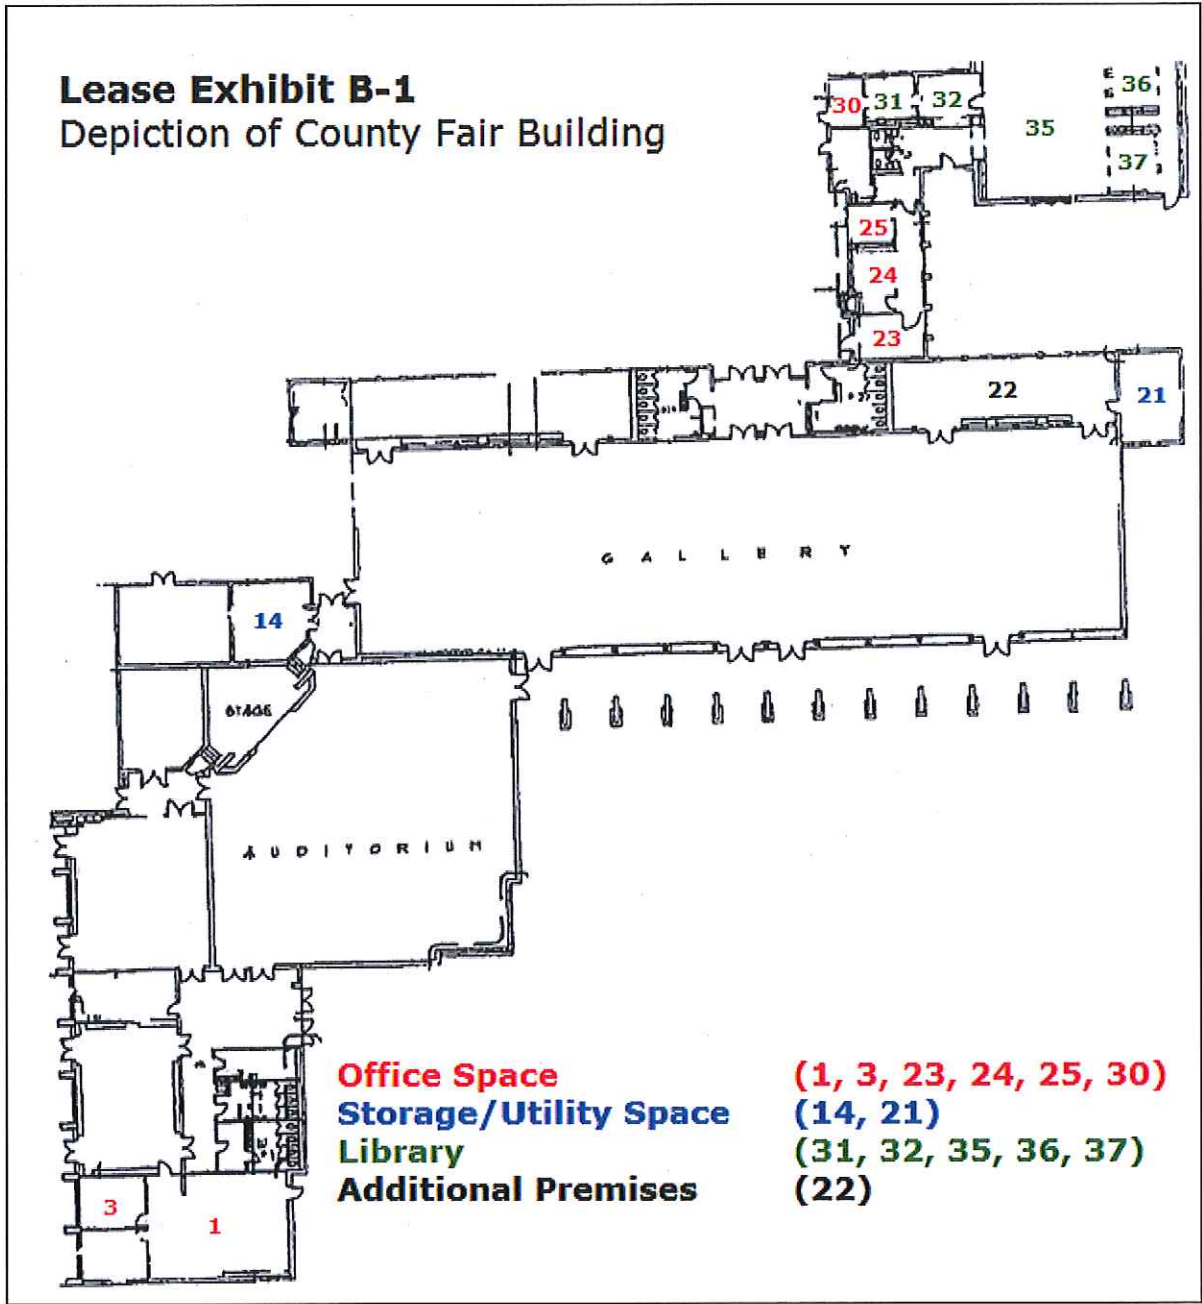 Lease Exhibit B-1
Depiction of County Fair Building
36
30 31 32
35
37
25
24
23
22
21
G A L L E R Y
14
STAGE
A U D I T O R I U M
Office Space (1, 3, 23, 24, 25, 30)
Storage/Utility Space (14, 21)
Library (31, 32, 35, 36, 37)
Additional Premises (22)
3
1